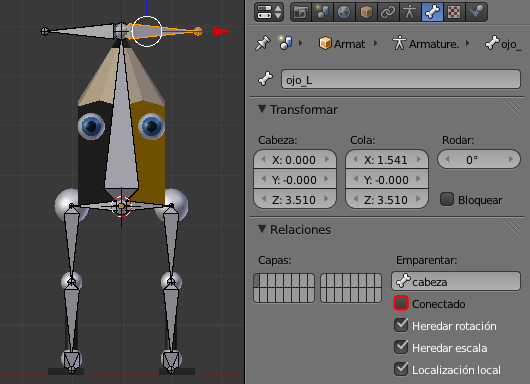 Armat
Armature.
ojo_
ojo_L
Transformar
Cabeza:
Cola:
Rodar:
X: 0.000
X: 1.541
0°
Y: -0.000
Y: -0.000
Z: 3.510
Z: 3.510
Bloquear
Relaciones
Capas:
Emparentar:
cabeza
Conectado
Heredar rotación
Heredar escala
Localización local